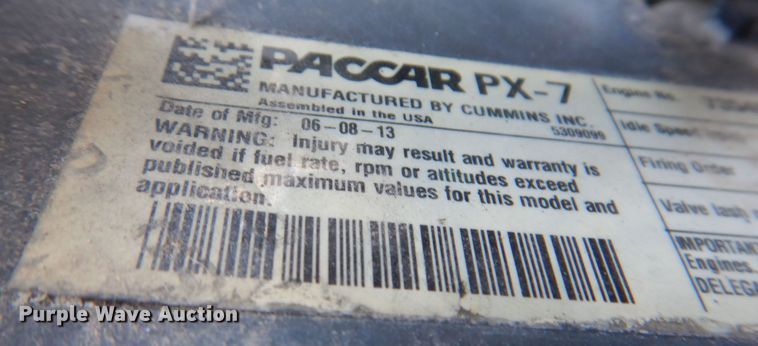 PACCAR PX-7
MANUFACTURED BY CUMMINS INC.
Assembled in the USA
5309099
Date of Mfg: 06-08-13
WARNING: Injury may result and warranty is
voided if fuel rate, rpm or altitudes exceed
published maximum values for this model and
application.
Engine No.
Idle Speed
Firing Order
Valve lash
IMPORTANT
Engines.
DELEGA
Purple Wave Auction